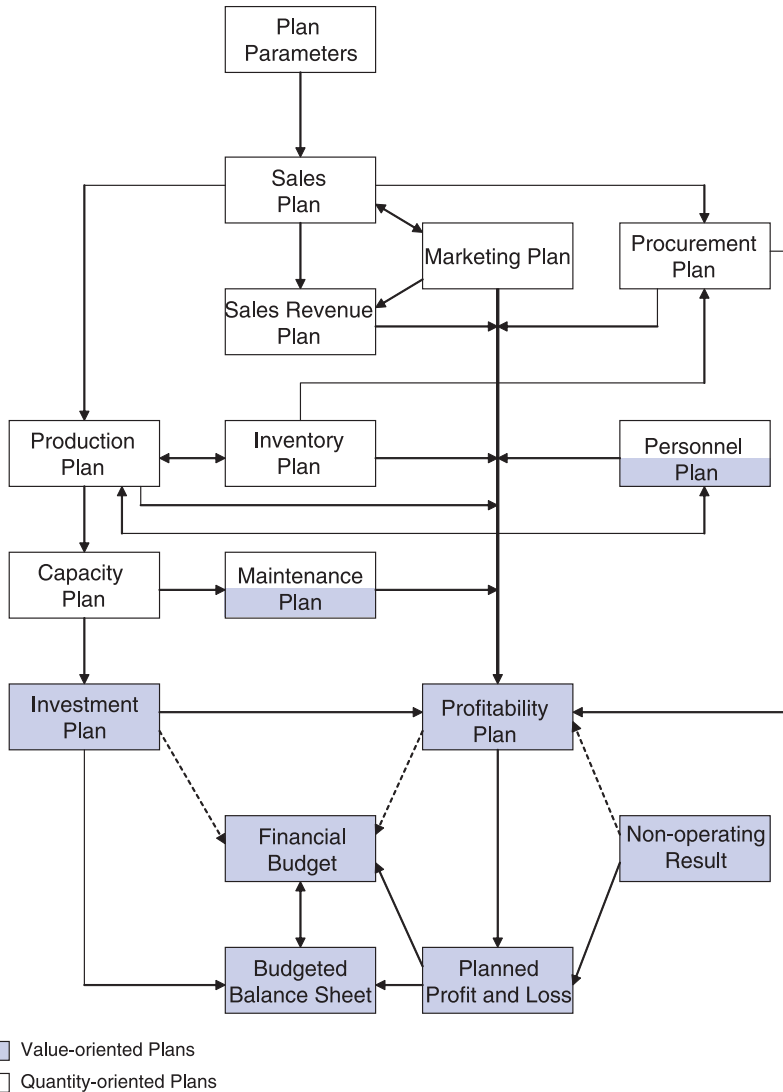 Plan
Parameters
Sales
Plan
Marketing Plan
Procurement
Plan
Sales Revenue
Plan
Production
Plan
Inventory
Plan
Personnel
Plan
Capacity
Plan
Maintenance
Plan
Investment
Plan
Profitability
Plan
Financial
Budget
Non-operating
Result
Budgeted
Balance Sheet
Planned
Profit and Loss
Value-oriented Plans
Quantity-oriented Plans